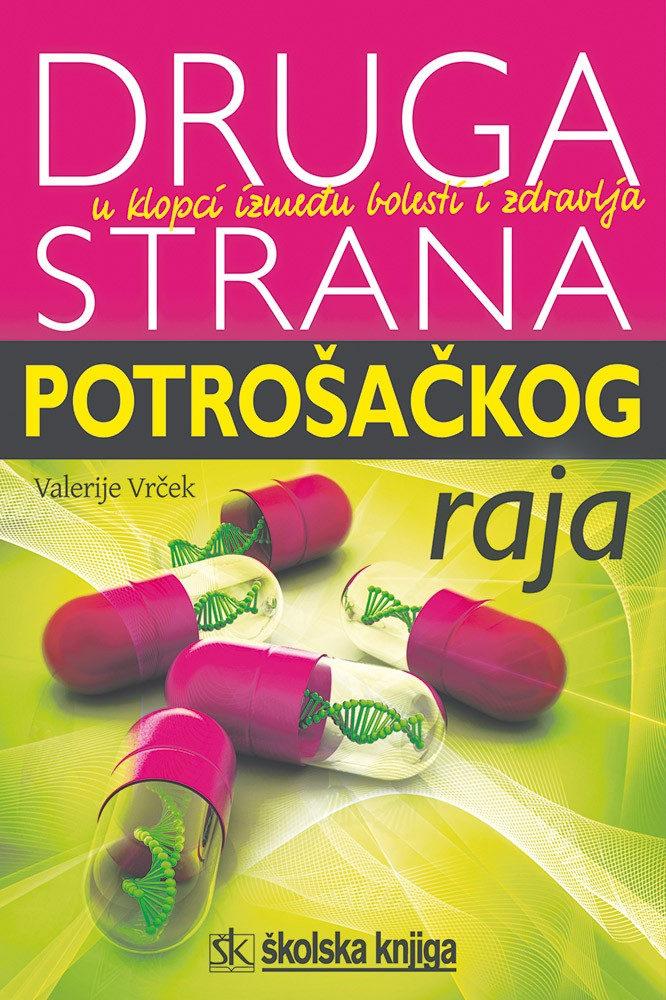 DRUGA
u klopci između bolesti i zdravlja
STRANA
POTROŠAČKOG
raja
Valerije Vrček
šk školska knjiga